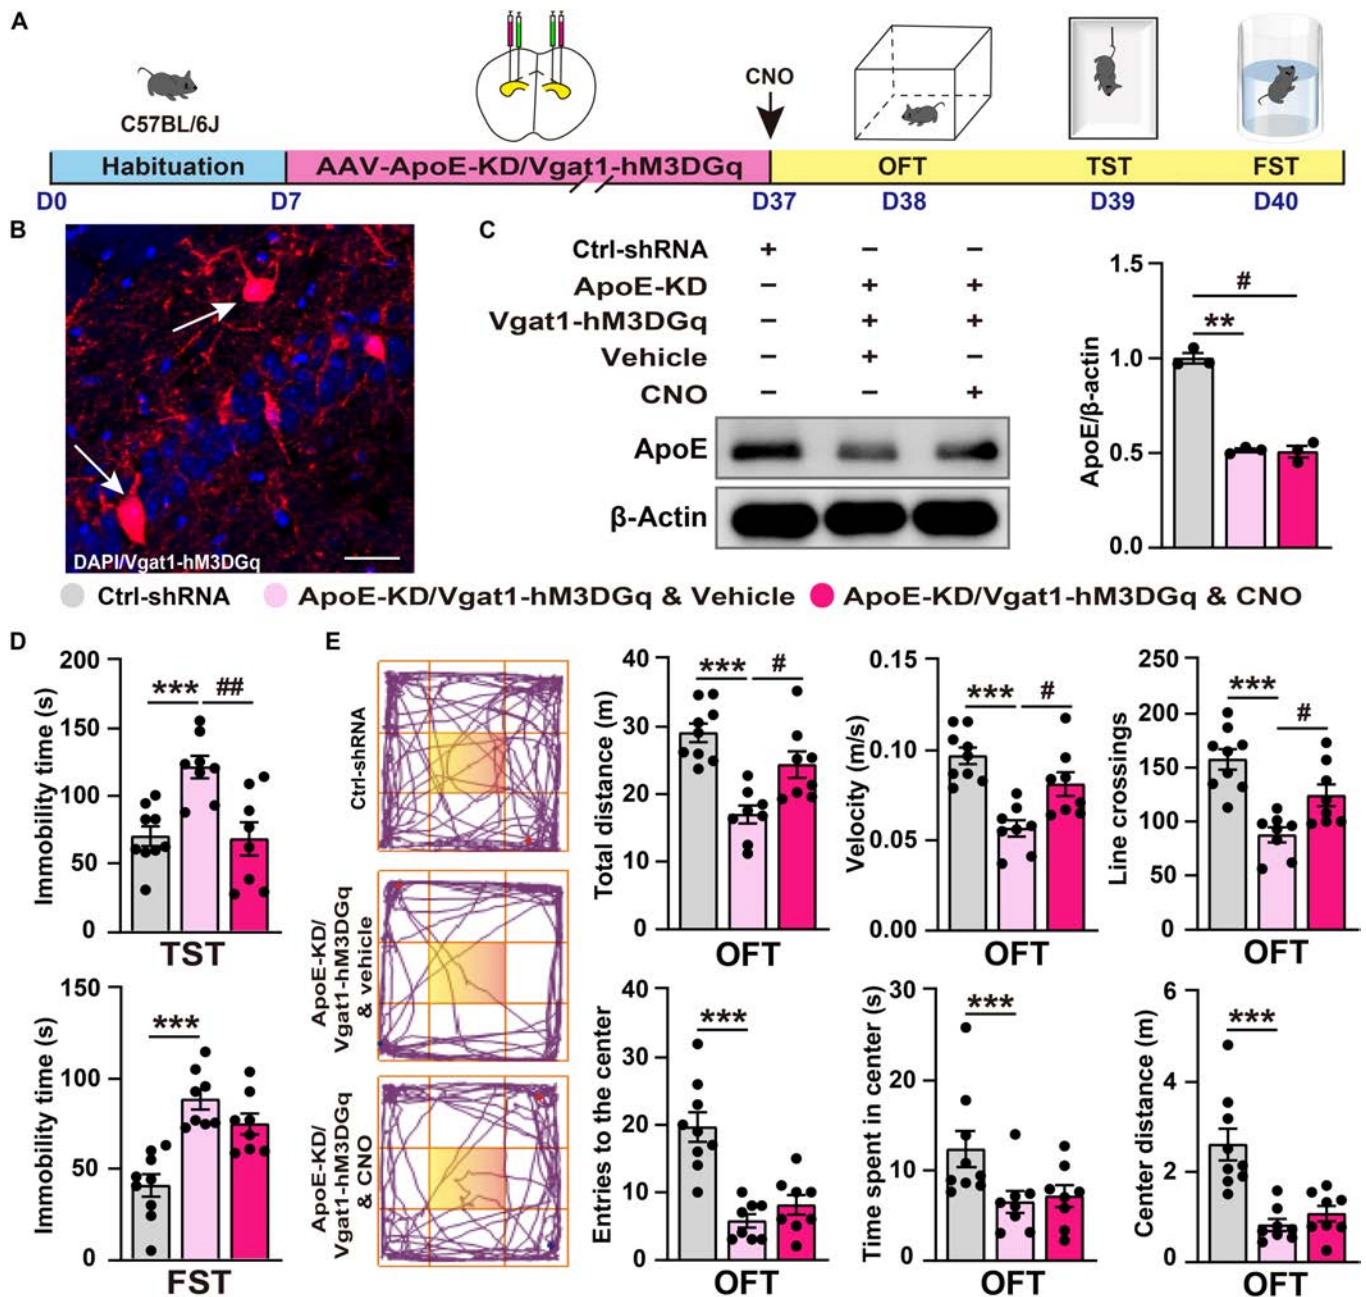 A
CNO
C57BL/6J
Habituation
AAV-ApoE-KD/Vgat1-hM3DGq
OFT
TST
FST
D0
D7
D37
D38
D39
D40
B
DAPI/Vgat1-hM3DGq
C
Ctrl-shRNA + − −
ApoE-KD − + +
Vgat1-hM3DGq − + +
Vehicle − + −
CNO − − +
ApoE
β-Actin
ApoE/β-actin
1.5
1.0
0.5
0.0
#
**
Ctrl-shRNA
ApoE-KD/Vgat1-hM3DGq & Vehicle
ApoE-KD/Vgat1-hM3DGq & CNO
D
Immobility time (s)
200
150
100
50
0
***
##
TST
Immobility time (s)
150
100
50
0
***
FST
E
Ctrl-shRNA
ApoE-KD/
Vgat1-hM3DGq
& vehicle
ApoE-KD/
Vgat1-hM3DGq
& CNO
Total distance (m)
40
30
20
10
0
***
#
OFT
Velocity (m/s)
0.15
0.10
0.05
0.00
***
#
OFT
Line crossings
250
200
150
100
50
0
***
#
OFT
Entries to the center
40
30
20
10
0
***
OFT
Time spent in center (s)
30
20
10
0
***
OFT
Center distance (m)
6
4
2
0
***
OFT